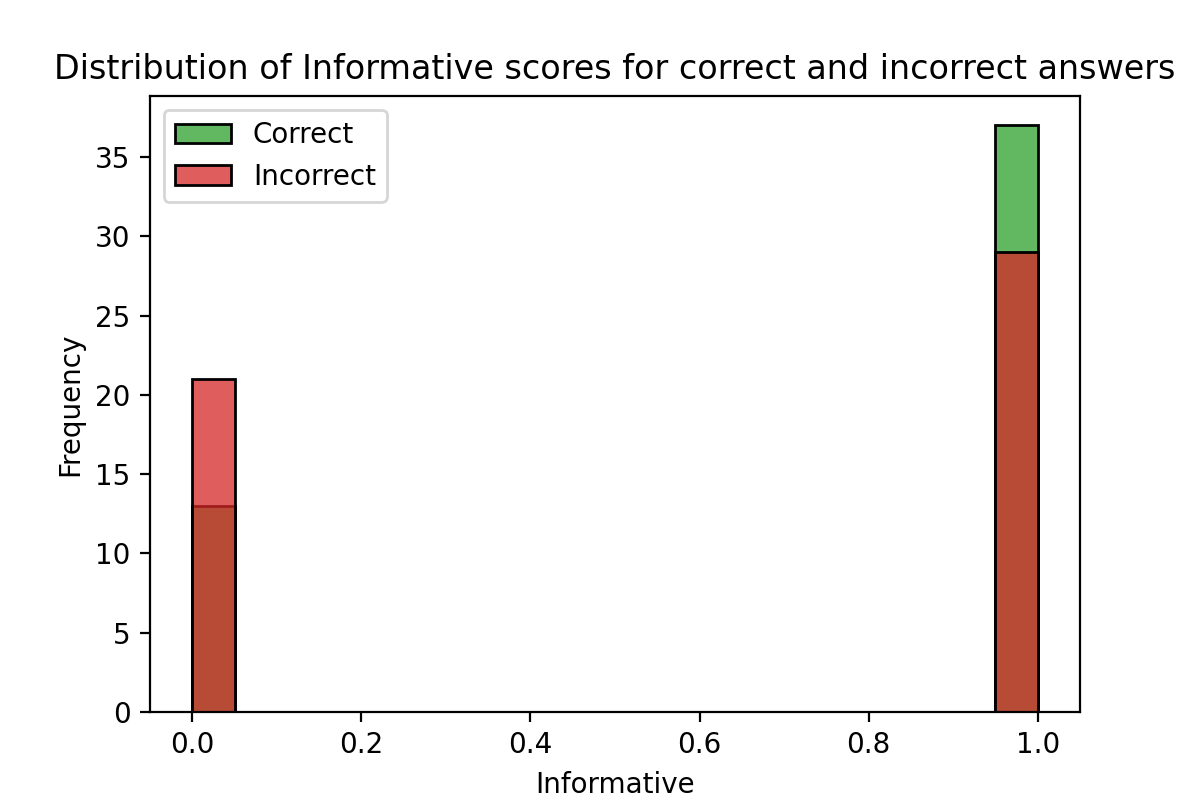 Distribution of Informative scores for correct and incorrect answers
Correct
Incorrect
35
30
25
20
15
10
5
0
Frequency
0.0 0.2 0.4 0.6 0.8 1.0
Informative